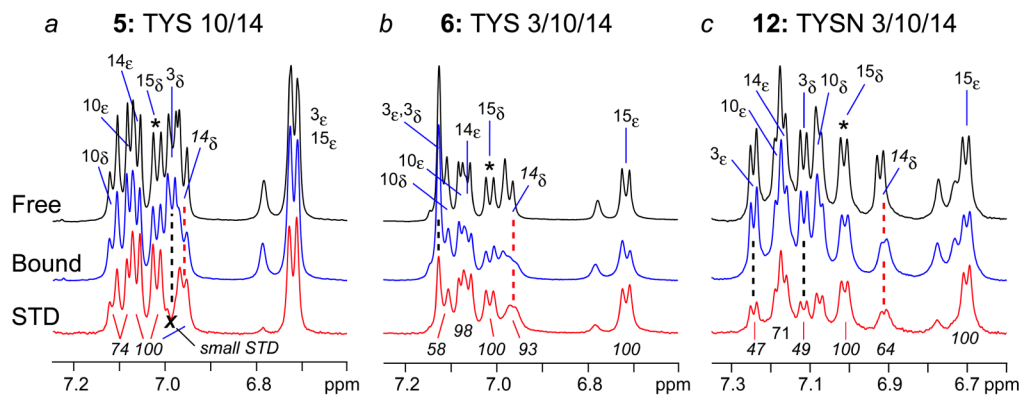 a 5: TYS 10/14
b 6: TYS 3/10/14
c 12: TYSN 3/10/14
14ε
15δ
3δ
10ε
*
14δ
10δ
3ε
15ε
3ε,3δ
15δ
14ε
*
10ε
10δ
14δ
15ε
14ε
3δ
10δ
15δ
10ε
*
3ε
14δ
15ε
Free
Bound
STD
x
74 100 small STD
58 98 100 93 100
47 71 49 100 64 100
7.2 7.0 6.8 ppm
7.2 7.0 6.8 ppm
7.3 7.1 6.9 6.7 ppm